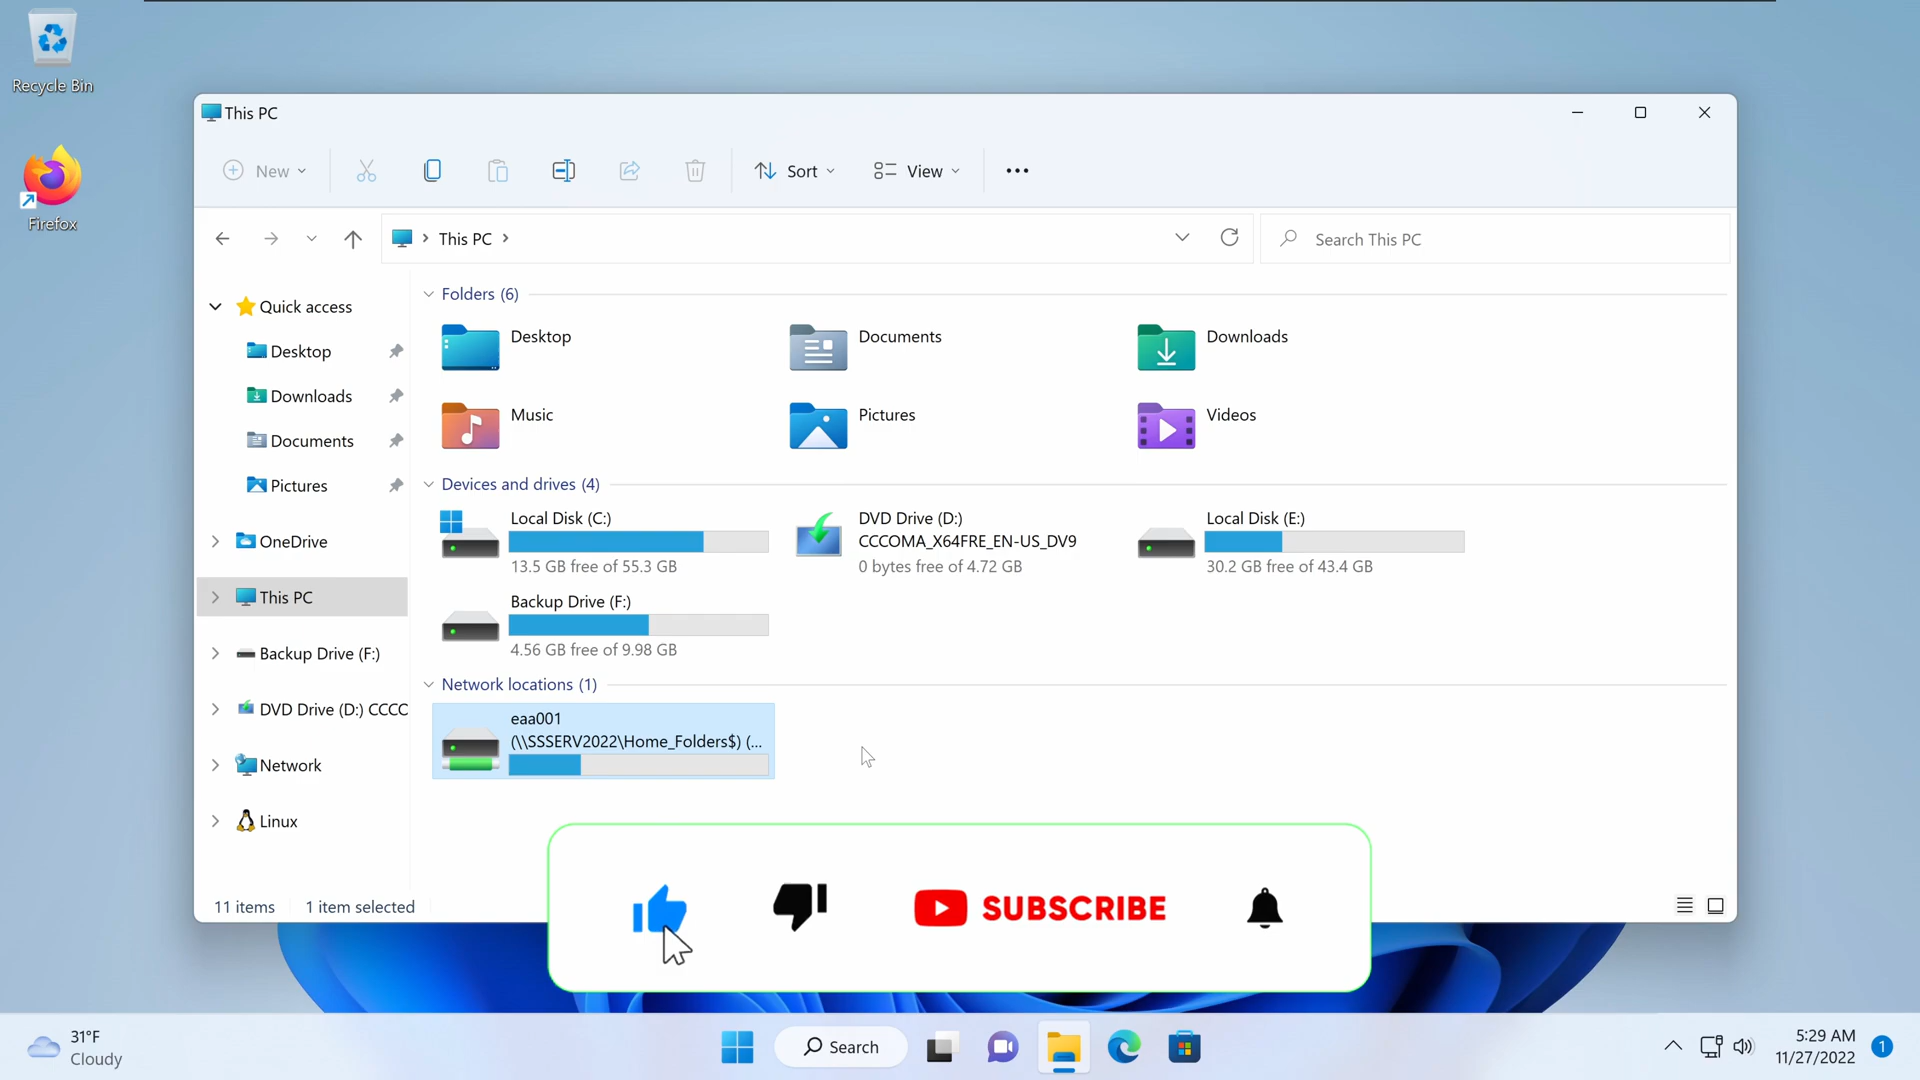 Recycle Bin
Firefox
This PC
New
Sort
View
This PC
Search This PC
Quick access
Desktop
Downloads
Documents
Pictures
OneDrive
This PC
Backup Drive (F:)
DVD Drive (D:) CCCC
Network
Linux
Folders (6)
Desktop
Documents
Downloads
Music
Pictures
Videos
Devices and drives (4)
Local Disk (C:)
13.5 GB free of 55.3 GB
DVD Drive (D:)
CCCOMA_X64FRE_EN-US_DV9
0 bytes free of 4.72 GB
Local Disk (E:)
30.2 GB free of 43.4 GB
Backup Drive (F:)
4.56 GB free of 9.98 GB
Network locations (1)
eaa001
(\\SSSERV2022\Home_Folders$) (...
11 items
1 item selected
SUBSCRIBE
31°F
Cloudy
Search
5:29 AM
11/27/2022
1